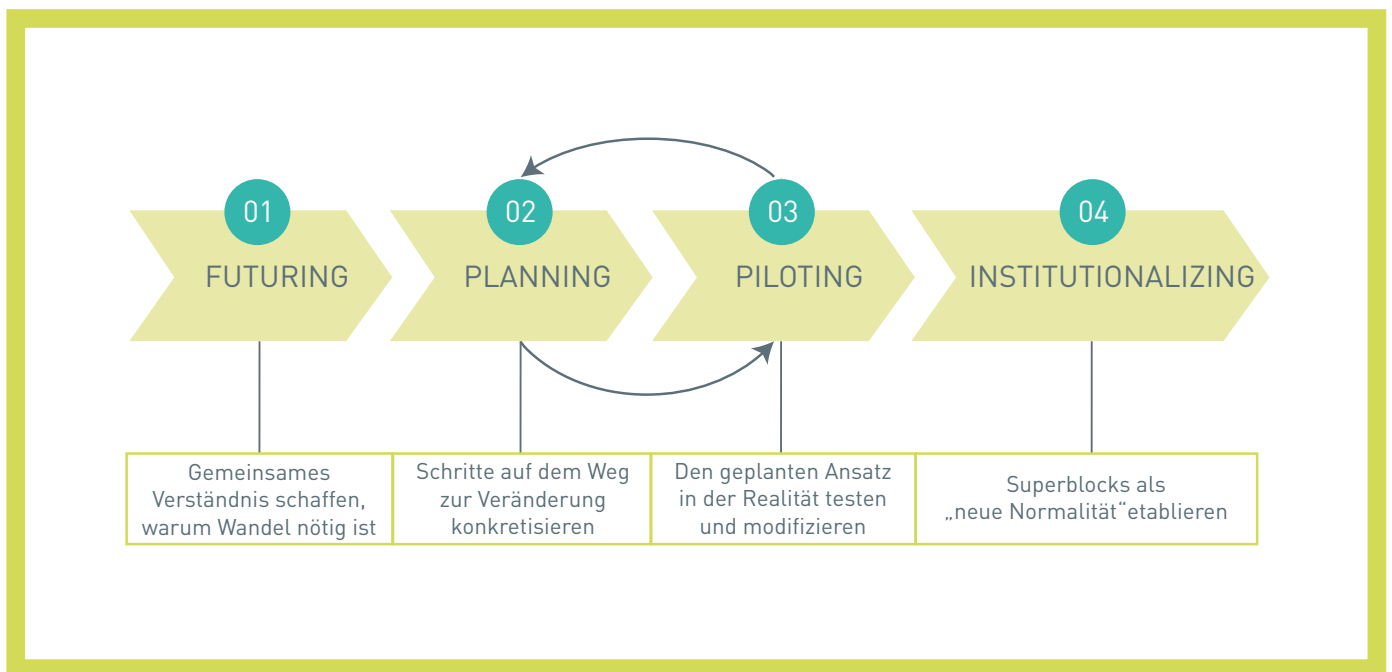 01
FUTURING
02
PLANNING
03
PILOTING
04
INSTITUTIONALIZING
Gemeinsames
Verständnis schaffen,
warum Wandel nötig ist
Schritte auf dem Weg
zur Veränderung
konkretisieren
Den geplanten Ansatz
in der Realität testen
und modifizieren
Superblocks als
„neue Normalität“etablieren